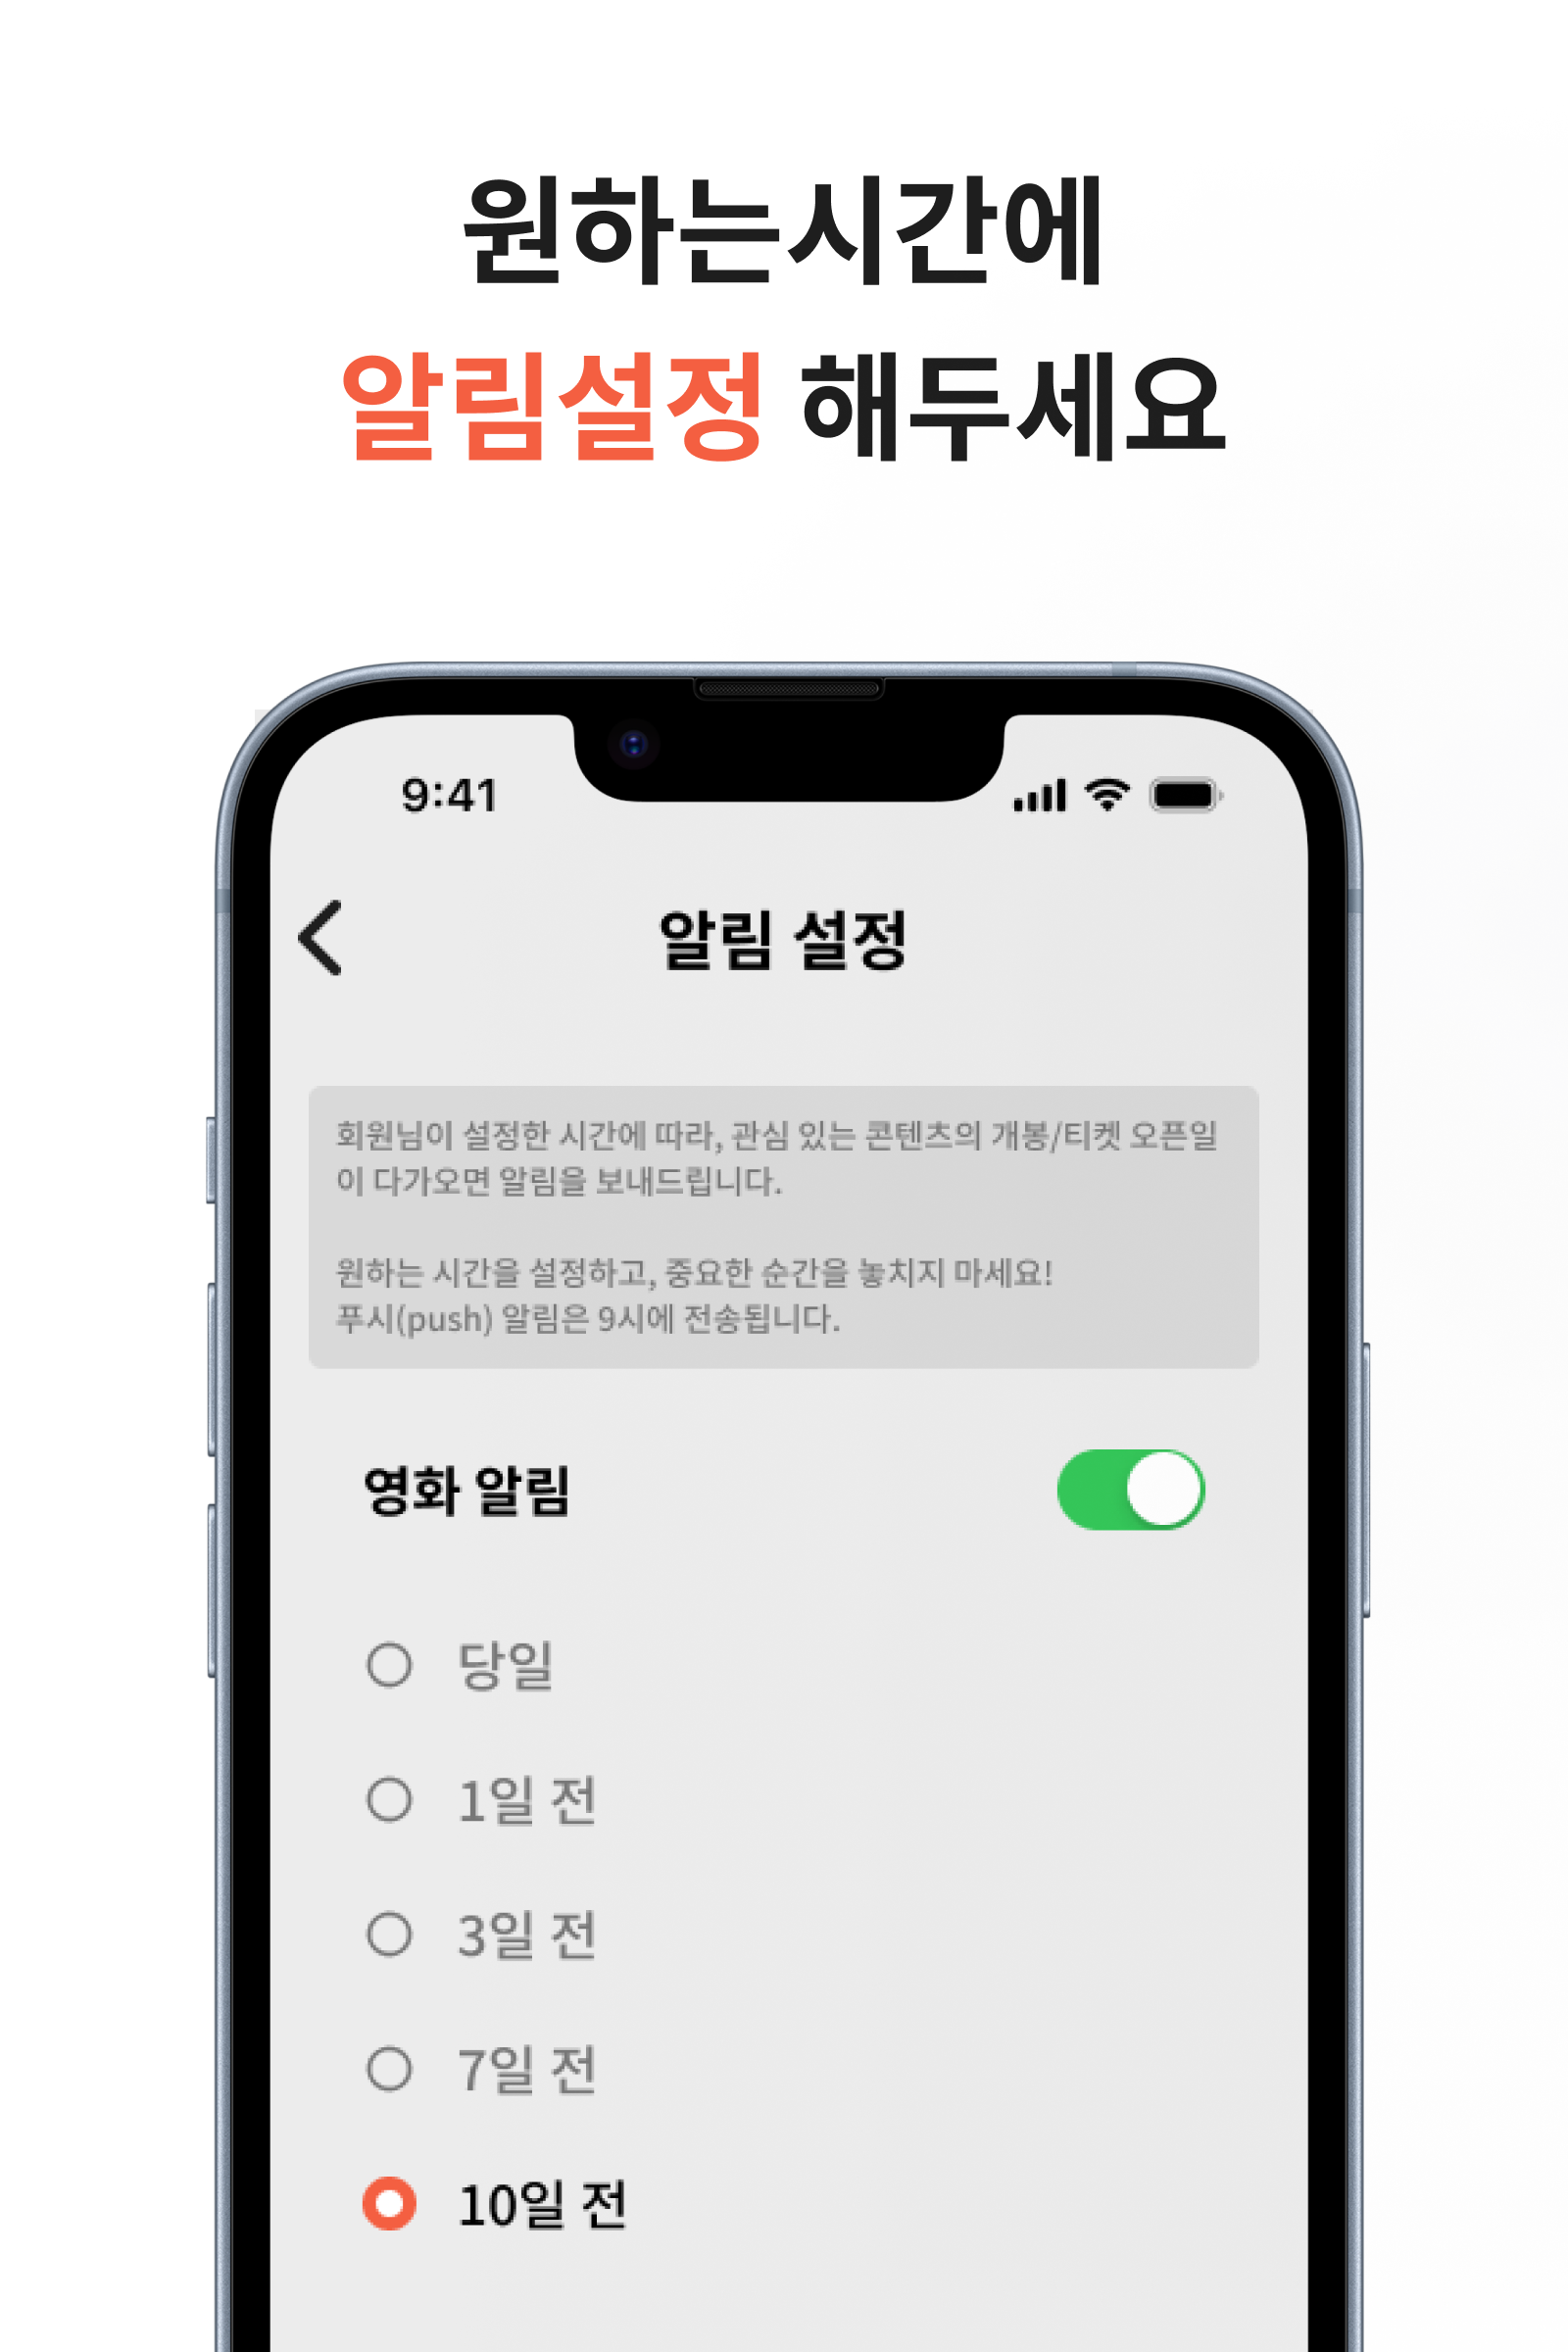 원하는시간에
알림설정 해두세요
9:41
알림 설정
회원님이 설정한 시간에 따라, 관심 있는 콘텐츠의 개봉/티켓 오픈일
이 다가오면 알림을 보내드립니다.
원하는 시간을 설정하고, 중요한 순간을 놓치지 마세요!
푸시(push) 알림은 9시에 전송됩니다.
영화 알림
당일
1일 전
3일 전
7일 전
10일 전